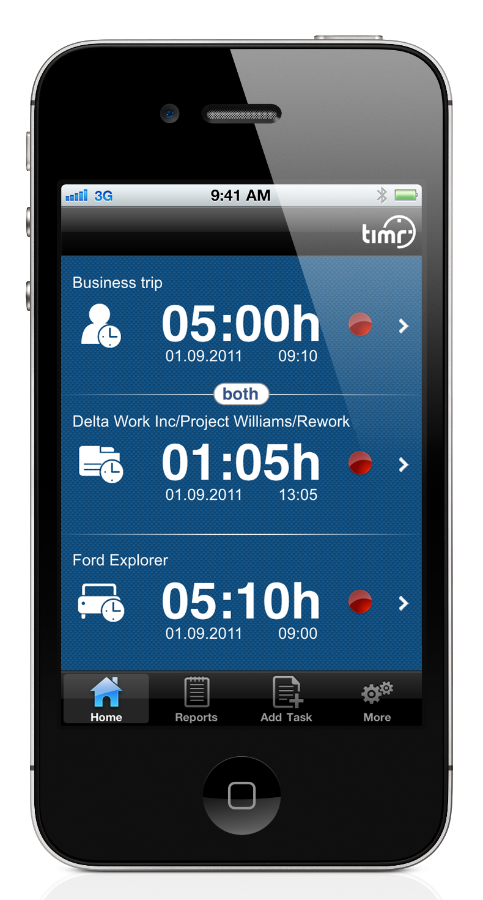 3G 9:41 AM
timr
Business trip
05:00h
01.09.2011 09:10
both
Delta Work Inc/Project Williams/Rework
01:05h
01.09.2011 13:05
Ford Explorer
05:10h
01.09.2011 09:00
Home Reports Add Task More